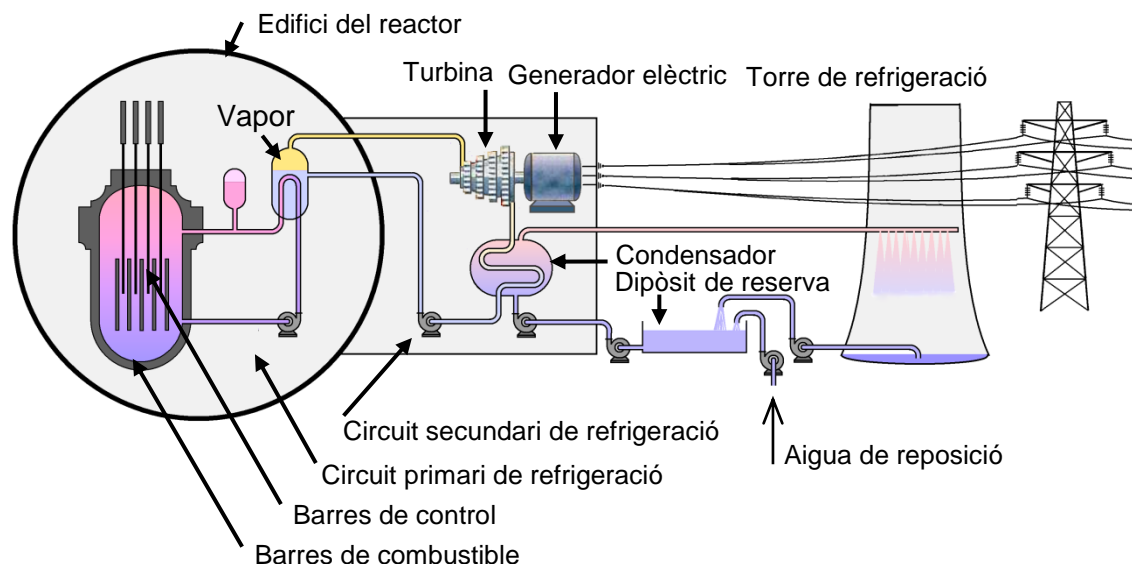 Edifici del reactor
Turbina
Generador elèctric
Torre de refrigeració
Vapor
Condensador
Dipòsit de reserva
Circuit secundari de refrigeració
Aigua de reposició
Circuit primari de refrigeració
Barres de control
Barres de combustible